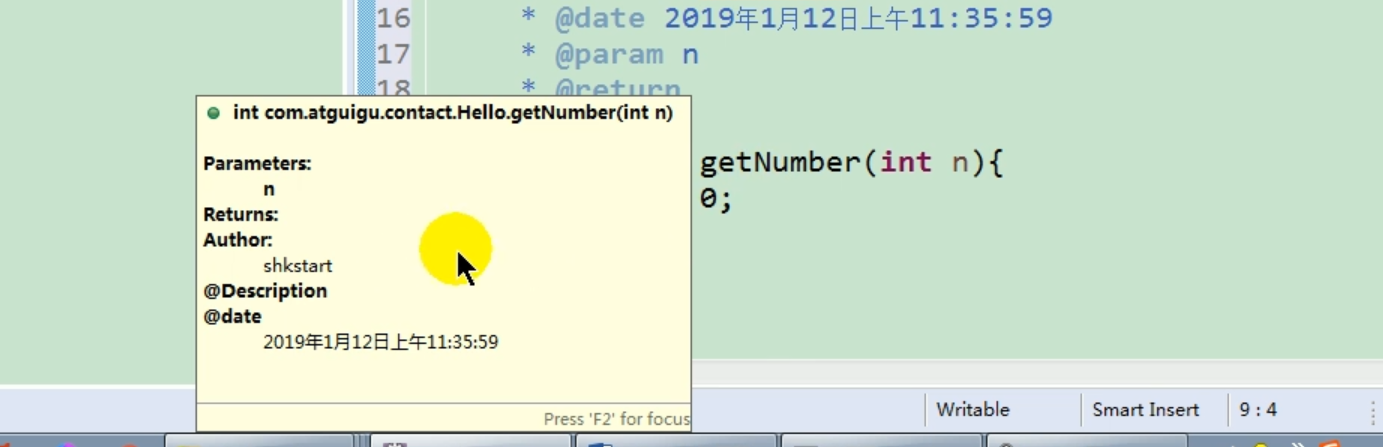 16 * @date 2019年1月12日上午11:35:59
17 * @param n
18 * @return
int com.atguigu.contact.Hello.getNumber(int n)
Parameters:
n
Returns:
Author:
shkstart
@Description
@date
2019年1月12日上午11:35:59
Press 'F2' for focus
getNumber(int n){
0;
Writable
Smart Insert
9 : 4